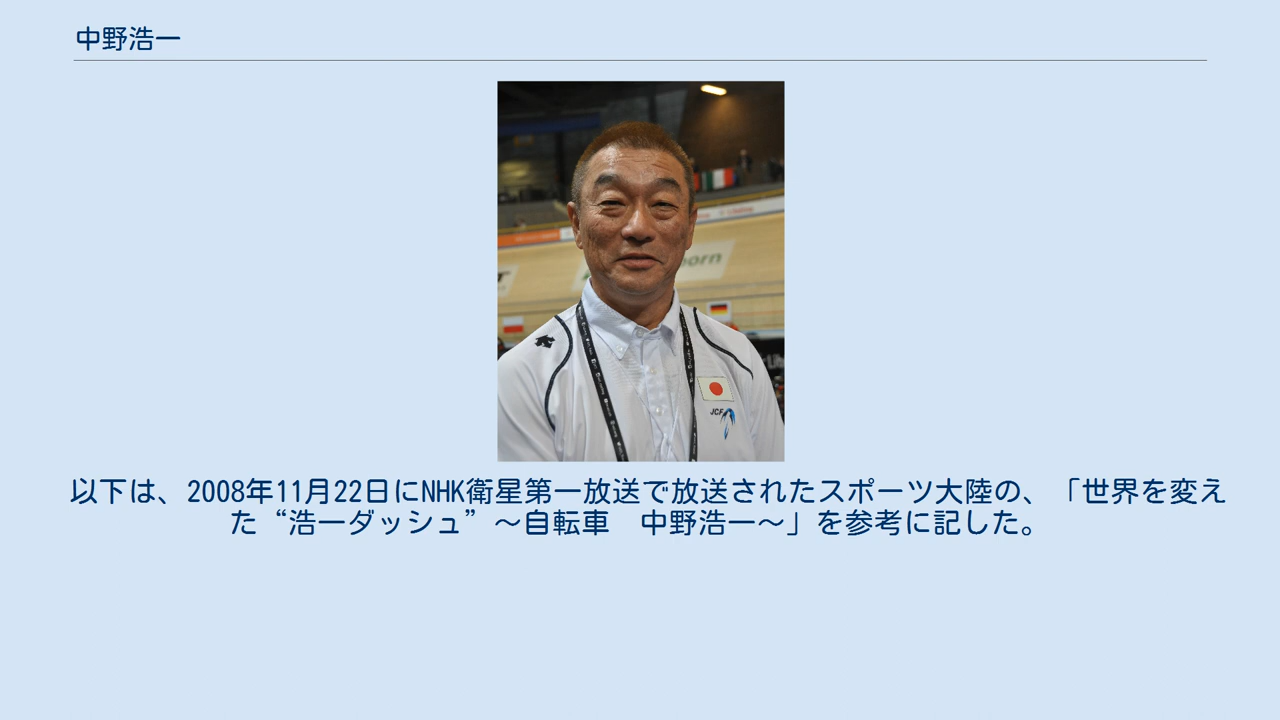 中野浩一
JCF
以下は、2008年11月22日にNHK衛星第一放送で放送されたスポーツ大陸の、「世界を変え
た“浩一ダッシュ”～自転車　中野浩一～」を参考に記した。